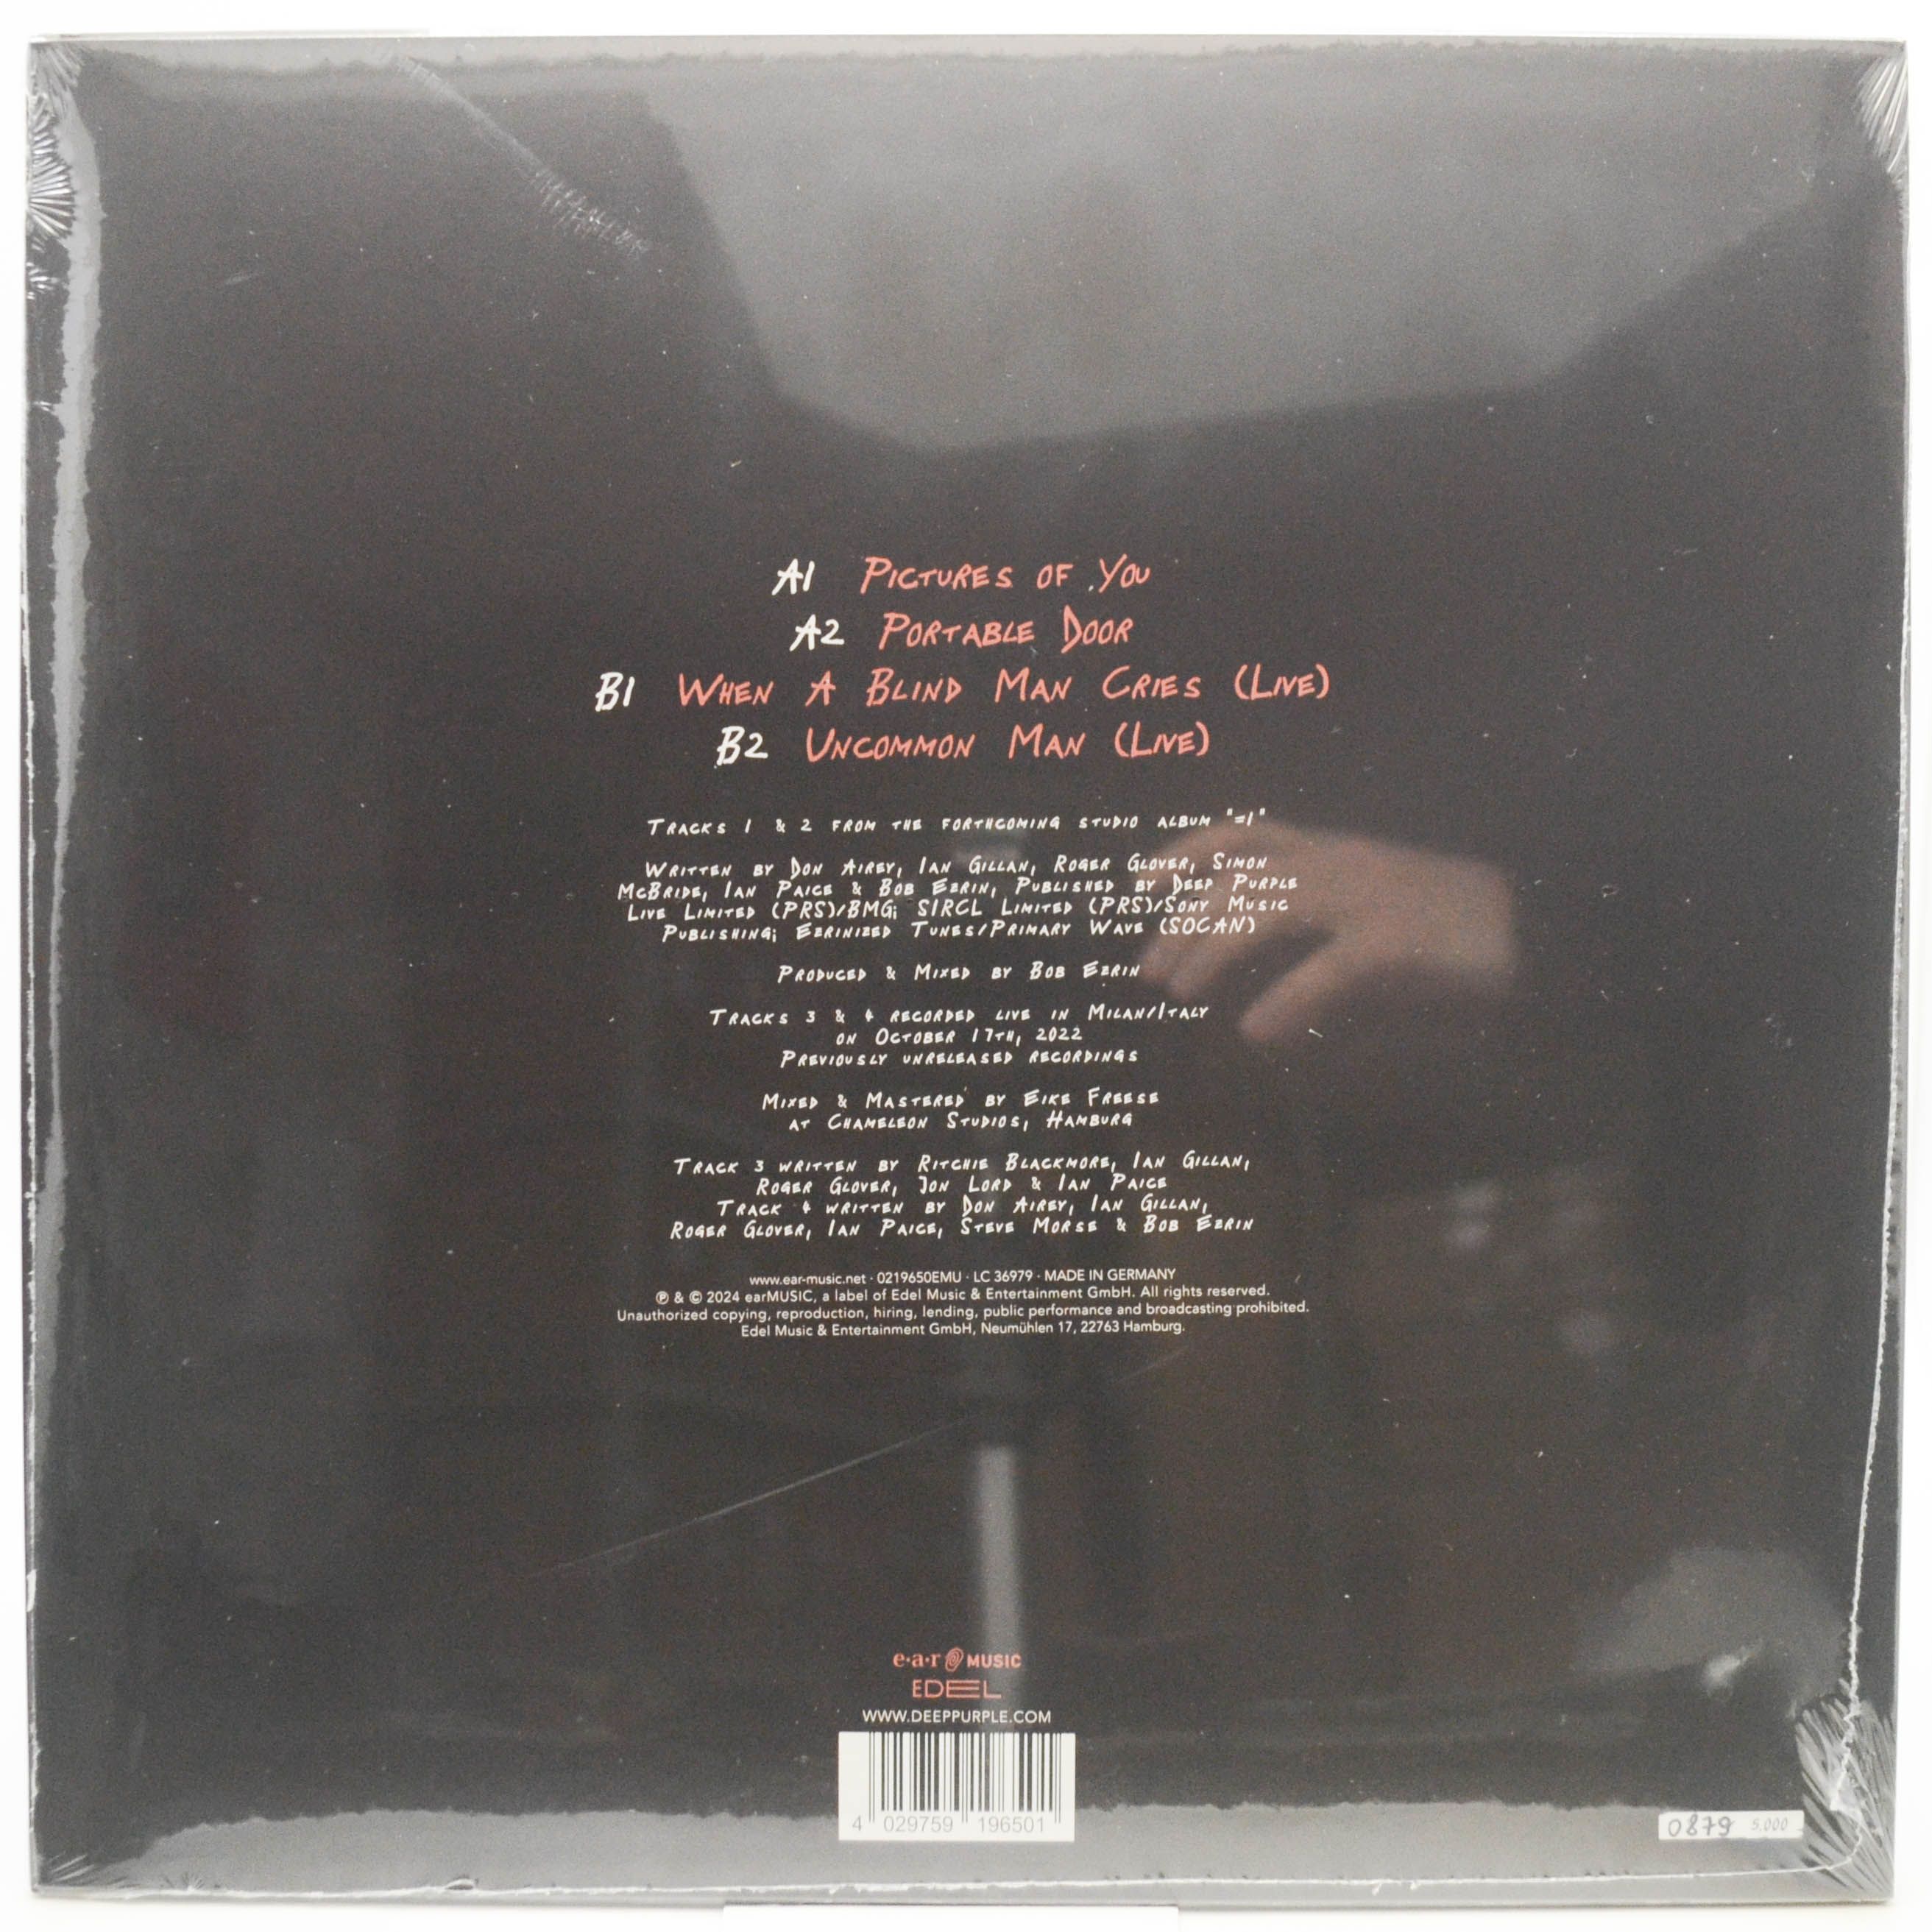 A1 Pictures of You
A2 Portable Door
B1 When A Blind Man Cries (Live)
B2 Uncommon Man (Live)
Tracks 1 & 2 from the forthcoming studio album "=1"
Written by Don Airey, Ian Gillan, Roger Glover, Simon
McBride, Ian Paice & Bob Ezrin, Published by Deep Purple
Live Limited (PRS)/BMG; SIRCL Limited (PRS)/Sony Music
Publishing; Ezrinized Tunes/Primary Wave (SOCAN)
Produced & Mixed by Bob Ezrin
Tracks 3 & 4 recorded live in Milan/Italy
on October 17th, 2022
Previously unreleased recordings
Mixed & Mastered by Eike Freese
at Chameleon Studios, Hamburg
Track 3 written by Ritchie Blackmore, Ian Gillan,
Roger Glover, Jon Lord & Ian Paice
Track 4 written by Don Airey, Ian Gillan,
Roger Glover, Ian Paice, Steve Morse & Bob Ezrin
www.ear-music.net · 0219650EMU · LC 36979 · MADE IN GERMANY
℗ & © 2024 earMUSIC, a label of Edel Music & Entertainment GmbH. All rights reserved.
Unauthorized copying, reproduction, hiring, lending, public performance and broadcasting prohibited.
Edel Music & Entertainment GmbH, Neumühlen 17, 22763 Hamburg.
e·a·r MUSIC
EDEL
WWW.DEEPPURPLE.COM
4 029759 196501
0879 5,000